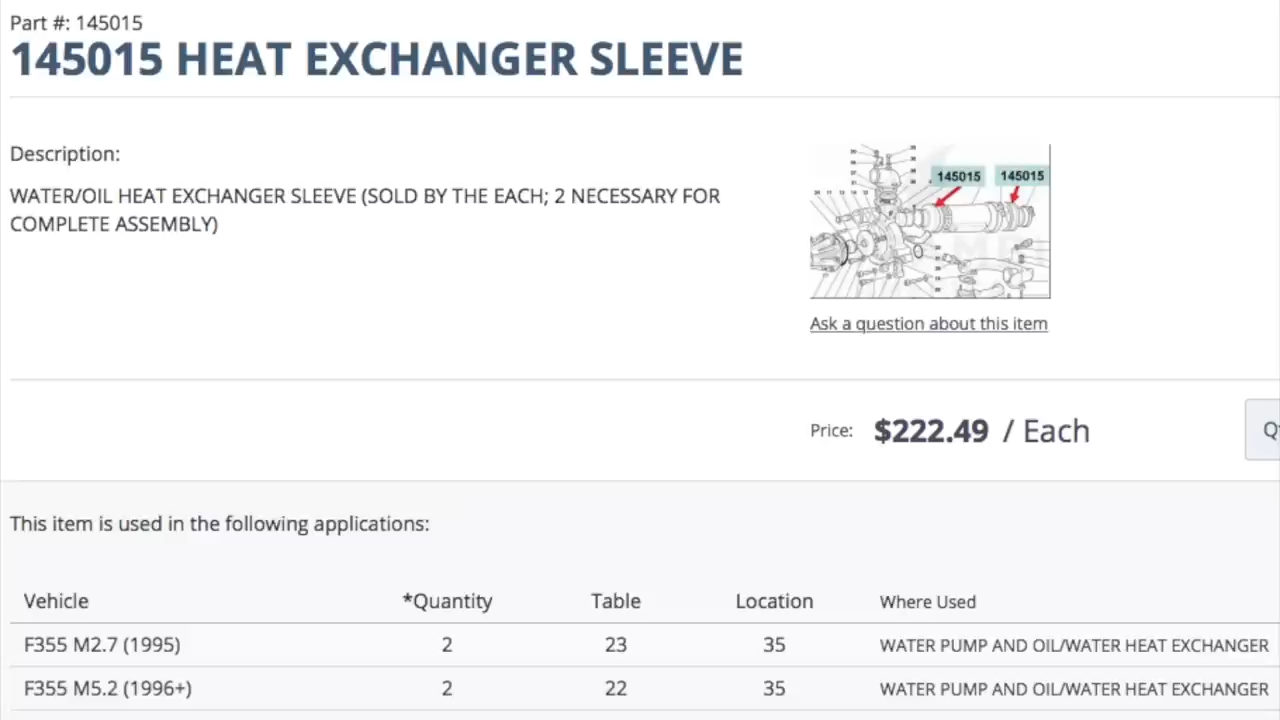 Part #: 145015
145015 HEAT EXCHANGER SLEEVE
Description:
WATER/OIL HEAT EXCHANGER SLEEVE (SOLD BY THE EACH; 2 NECESSARY FOR
COMPLETE ASSEMBLY)
145015 145015
Ask a question about this item
Price: $222.49 / Each
This item is used in the following applications:
Vehicle *Quantity Table Location Where Used
F355 M2.7 (1995) 2 23 35 WATER PUMP AND OIL/WATER HEAT EXCHANGER
F355 M5.2 (1996+) 2 22 35 WATER PUMP AND OIL/WATER HEAT EXCHANGER